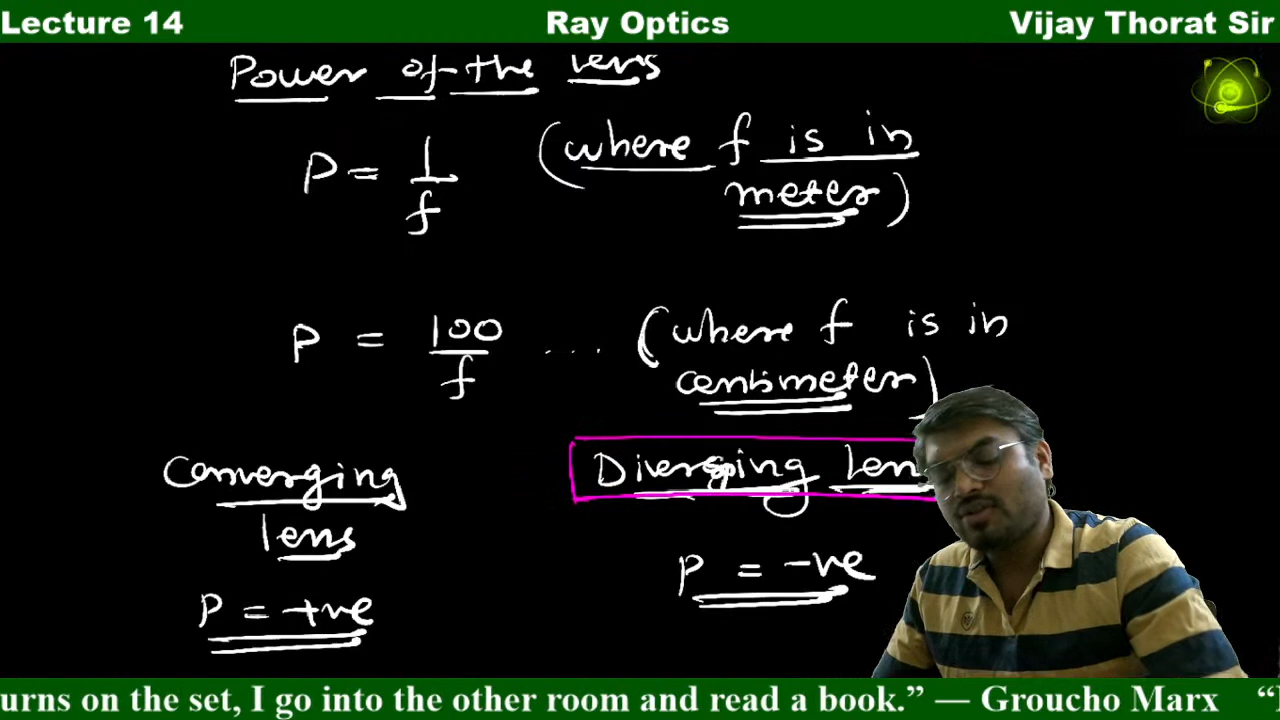 Lecture 14 Ray Optics Vijay Thorat Sir
Power of the lens
P = 1/f (where f is in
meter)
P = 100/f ... (where f is in
centimeter)
Converging
lens
P = +ve
Diverging len
P = -ve
urns on the set, I go into the other room and read a book.” — Groucho Marx “I